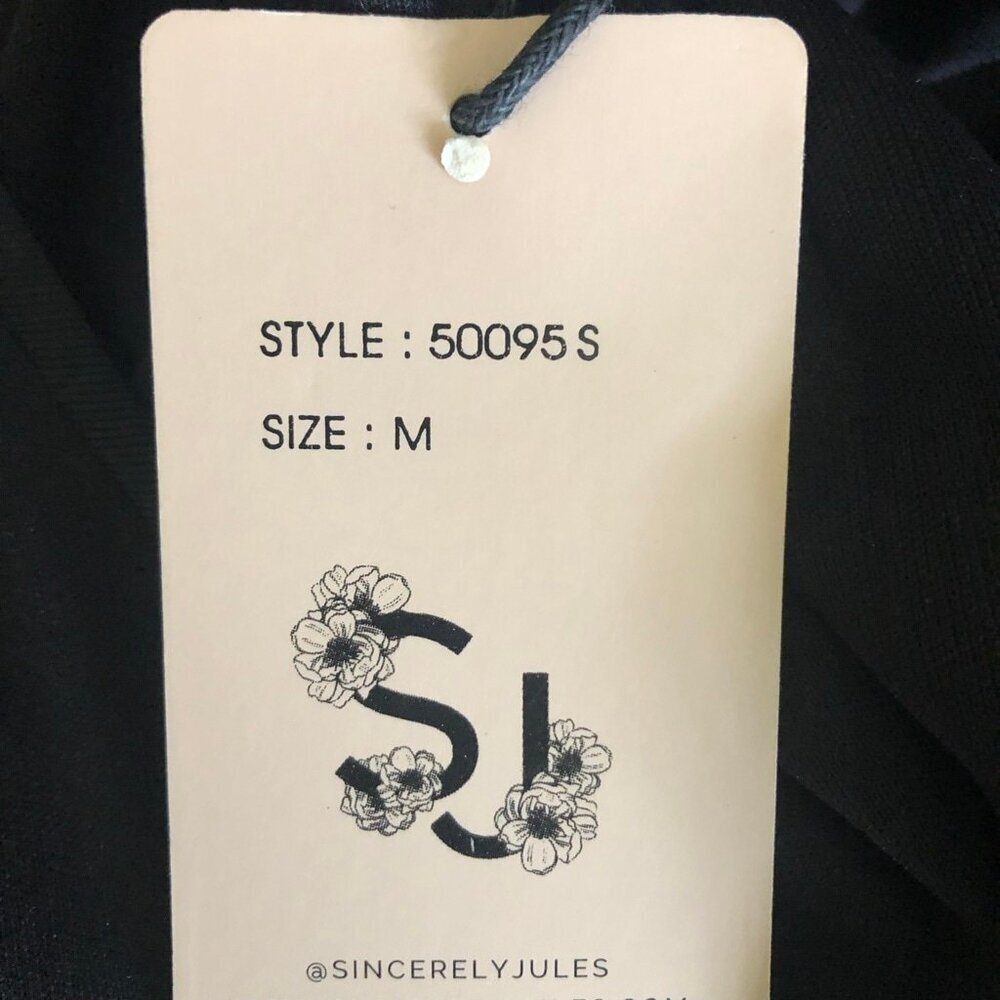 STYLE : 50095 S
SIZE : M
SJ
@SINCERELYJULES